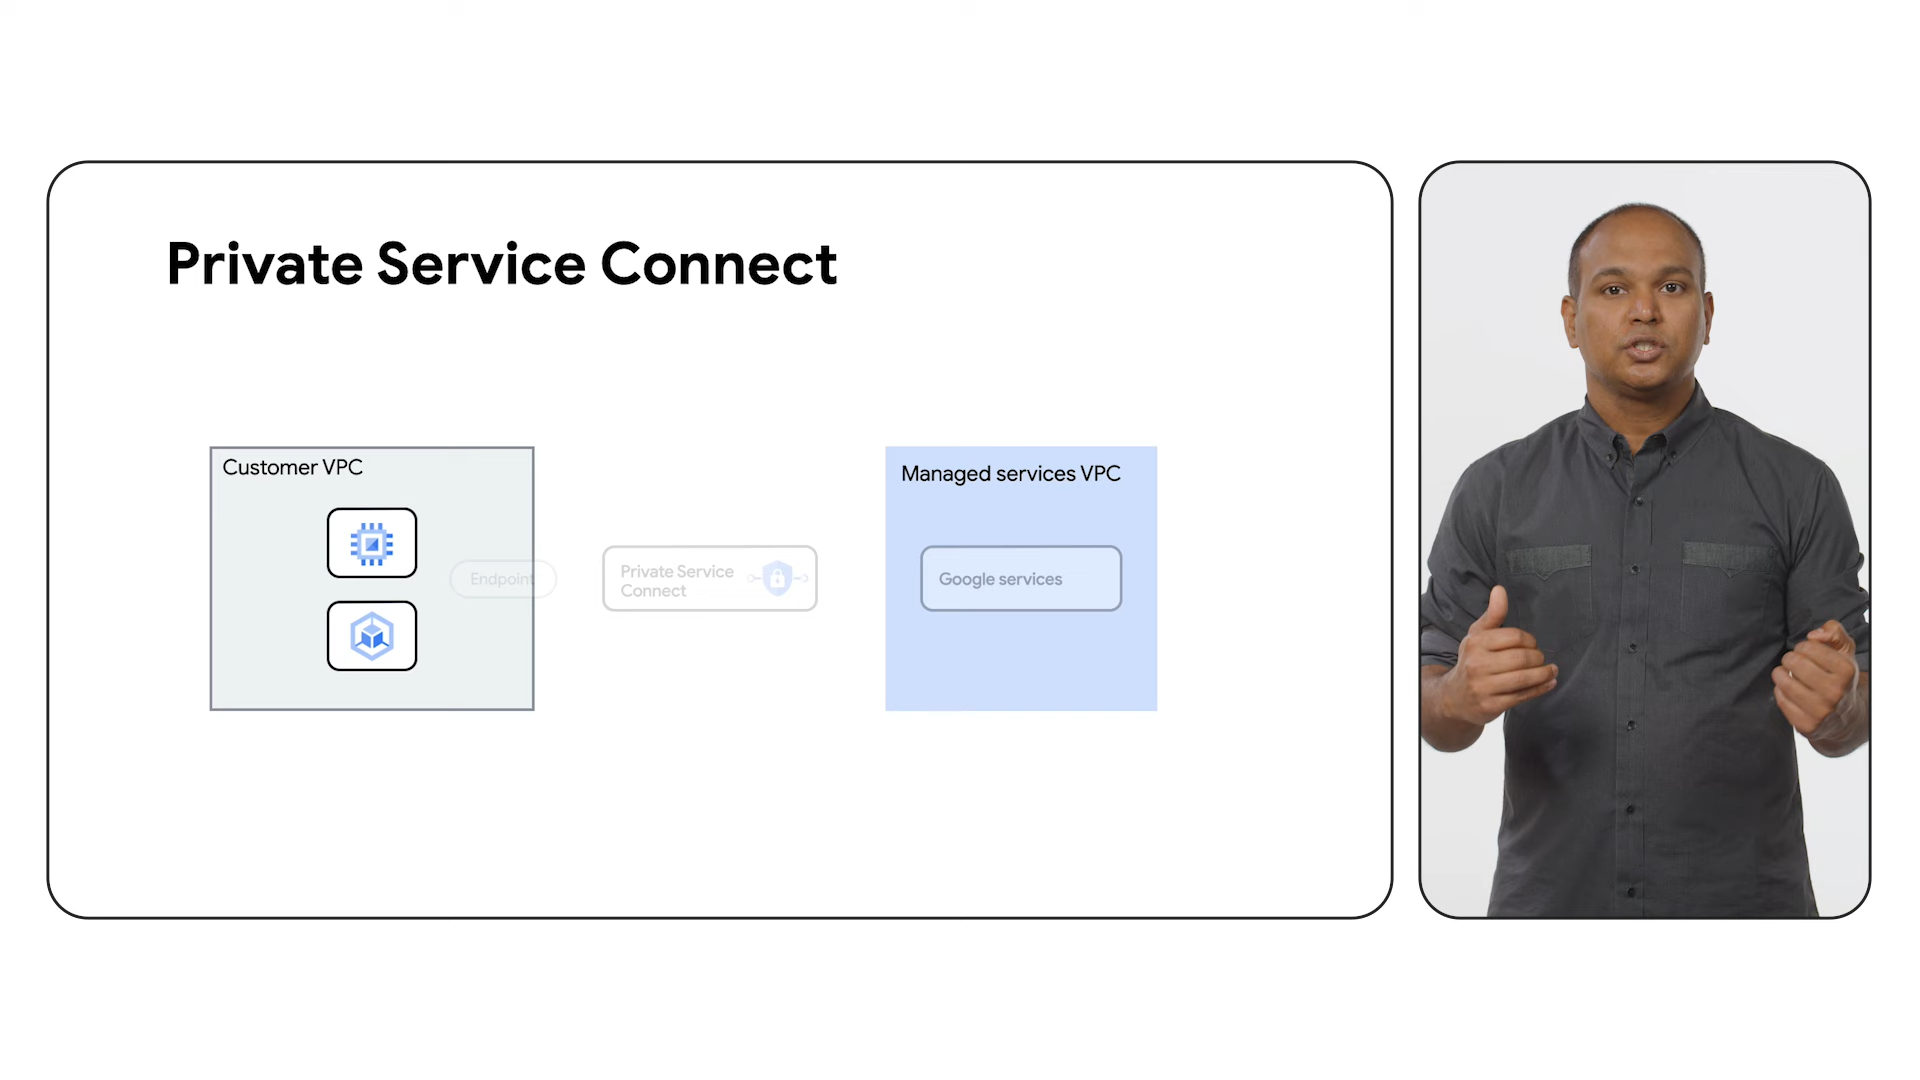 Private Service Connect
Customer VPC
Endpoint
Private Service
Connect
Managed services VPC
Google services